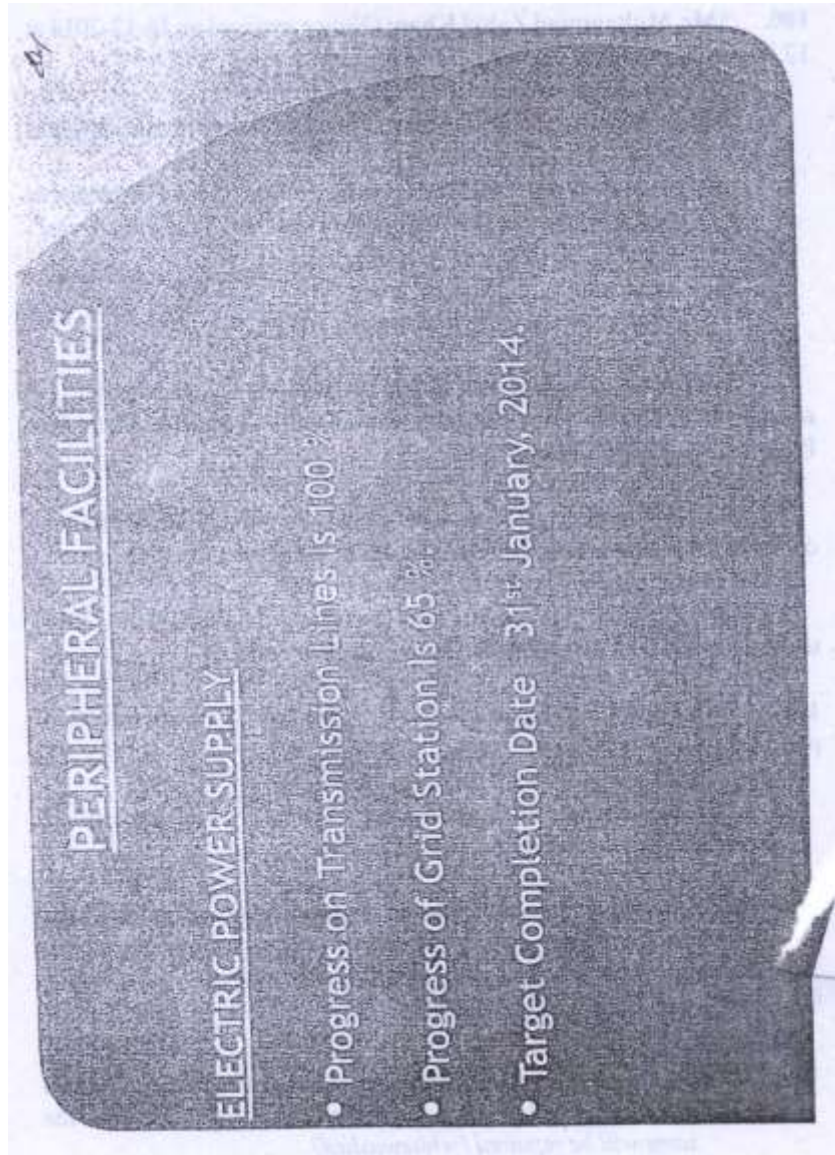 PERIPHERAL FACILITIES
ELECTRIC POWER SUPPLY
• Progress on Transmission Lines Is 100 %.
• Progress of Grid Station Is 65 %.
• Target Completion Date 31st January, 2014.